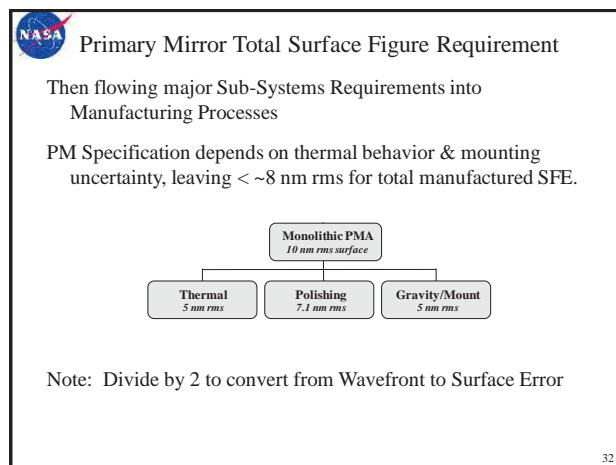 NASA
Primary Mirror Total Surface Figure Requirement
Then flowing major Sub-Systems Requirements into
Manufacturing Processes
PM Specification depends on thermal behavior & mounting
uncertainty, leaving < ~8 nm rms for total manufactured SFE.
Monolithic PMA
10 nm rms surface
Thermal
5 nm rms
Polishing
7.1 nm rms
Gravity/Mount
5 nm rms
Note: Divide by 2 to convert from Wavefront to Surface Error
32